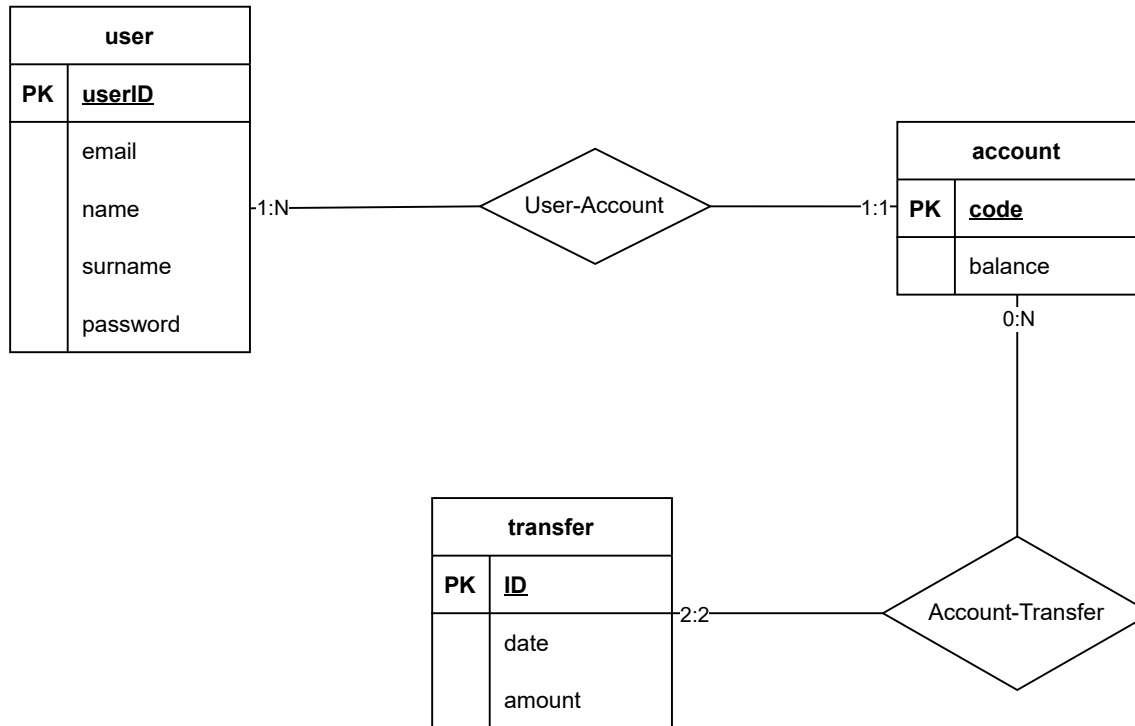 user
PK userID
email
name
surname
password
1:N
User-Account
1:1
account
PK code
balance
0:N
transfer
PK ID
date
amount
2:2
Account-Transfer